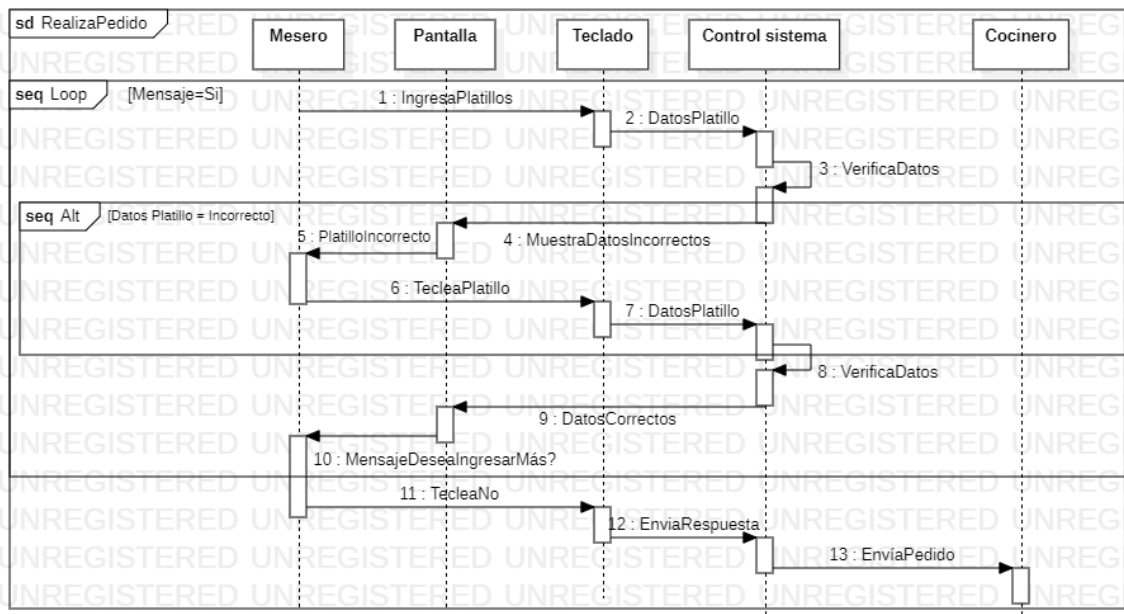 sd RealizaPedido
Mesero
Pantalla
Teclado
Control sistema
Cocinero
seq Loop
[Mensaje=Si]
1 : IngresaPlatillos
2 : DatosPlatillo
3 : VerificaDatos
seq Alt
[Datos Platillo = Incorrecto]
4 : MuestraDatosIncorrectos
5 : PlatilloIncorrecto
6 : TecleaPlatillo
7 : DatosPlatillo
8 : VerificaDatos
9 : DatosCorrectos
10 : MensajeDeseaIngresarMás?
11 : TecleaNo
12 : EnviaRespuesta
13 : EnvíaPedido
UNREGISTERED